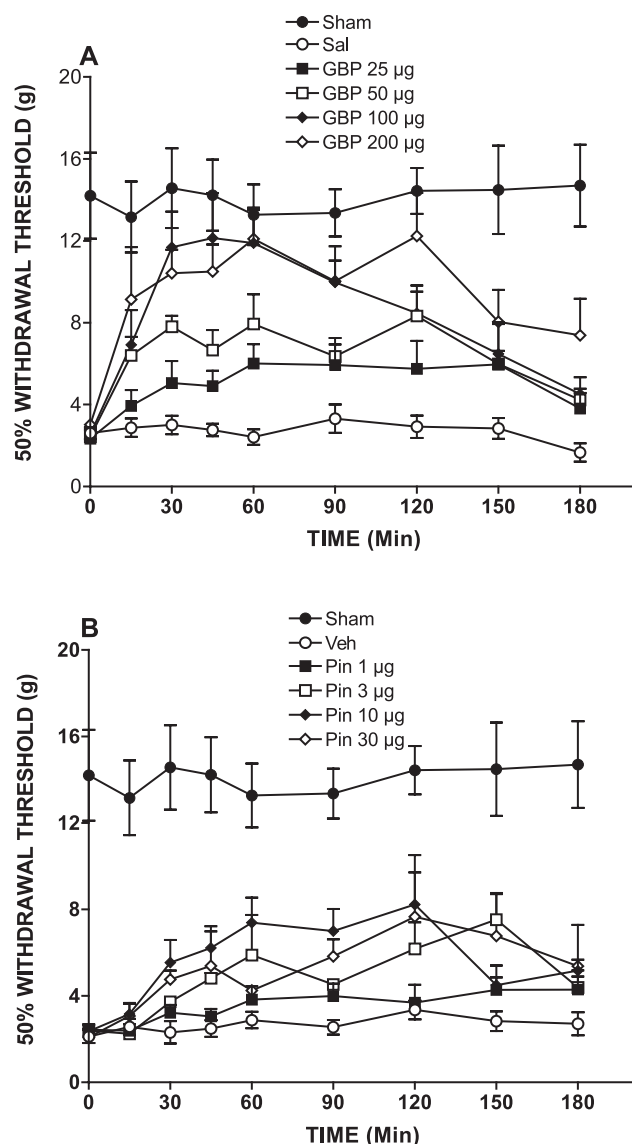 Sham
Sal
GBP 25 µg
GBP 50 µg
GBP 100 µg
GBP 200 µg
A
20
16
12
8
4
0
50% WITHDRAWAL THRESHOLD (g)
0 30 60 90 120 150 180
TIME (Min)
Sham
Veh
Pin 1 µg
Pin 3 µg
Pin 10 µg
Pin 30 µg
B
20
16
12
8
4
0
50% WITHDRAWAL THRESHOLD (g)
0 30 60 90 120 150 180
TIME (Min)